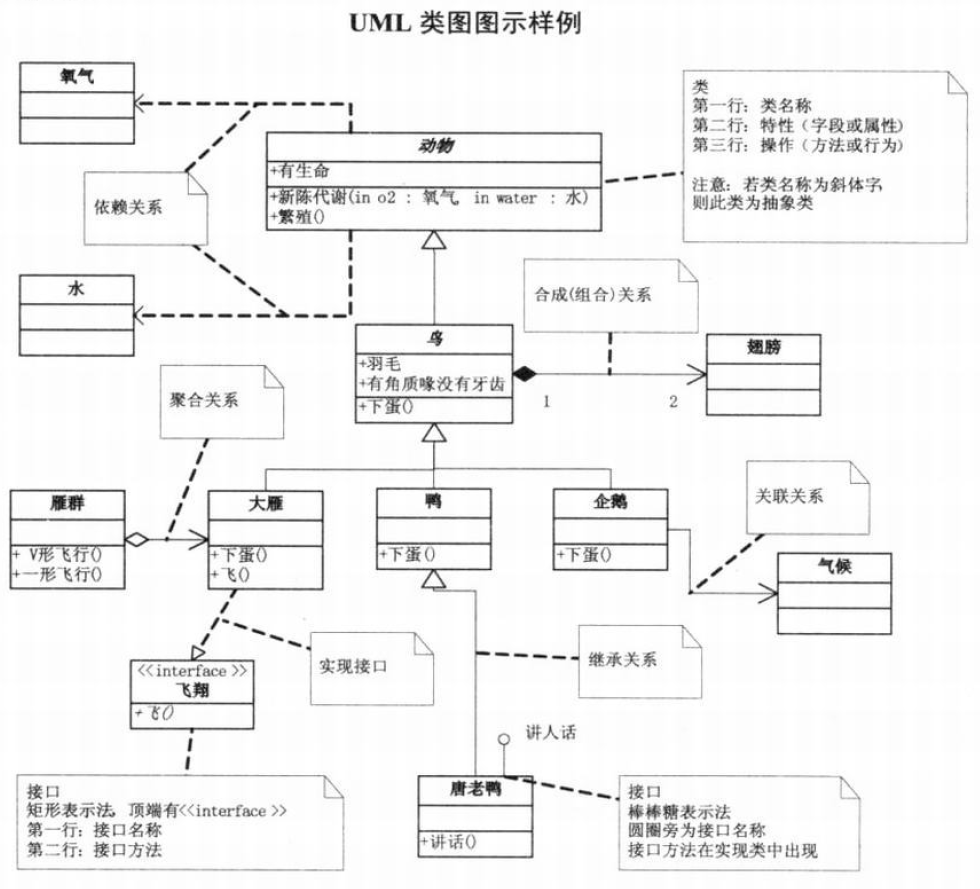 UML 类图图示样例
氧气
类
第一行：类名称
第二行：特性（字段或属性）
第三行：操作（方法或行为）
注意：若类名称为斜体字，
则此类为抽象类
动物
+有生命
+新陈代谢(in o2 : 氧气, in water : 水)
+繁殖()
依赖关系
水
合成(组合)关系
鸟
+羽毛
+有角质喙没有牙齿
+下蛋()
翅膀
1
2
聚合关系
雁群
+ V形飞行()
+一形飞行()
大雁
+下蛋()
+飞()
鸭
+下蛋()
企鹅
+下蛋()
关联关系
气候
实现接口
继承关系
<<interface>>
飞翔
+飞()
讲人话
接口
矩形表示法，顶端有<<interface>>
第一行：接口名称
第二行：接口方法
唐老鸭
+讲话()
接口
棒棒糖表示法
圆圈旁为接口名称
接口方法在实现类中出现